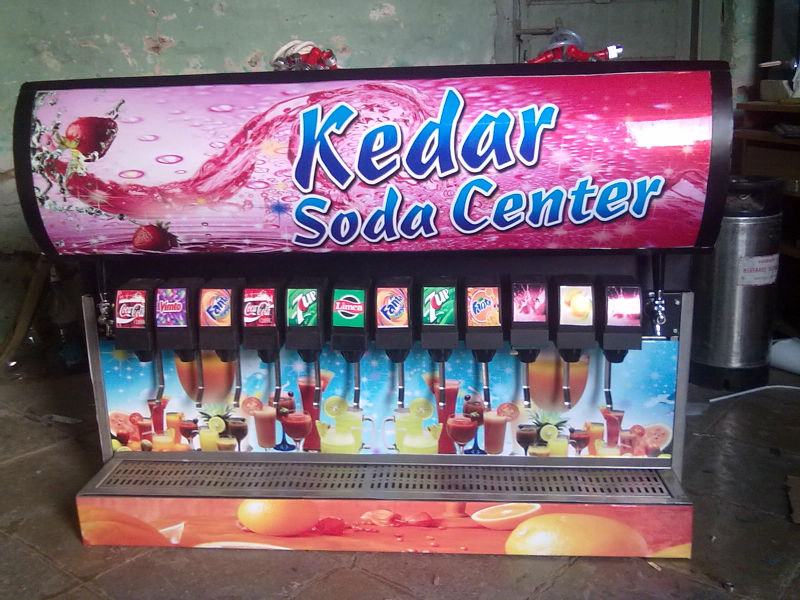 Kedar
Soda Center
Coca-Cola
Vimto
Fanta
Coca-Cola
7UP
Limca
Fanta
7UP
Fanta